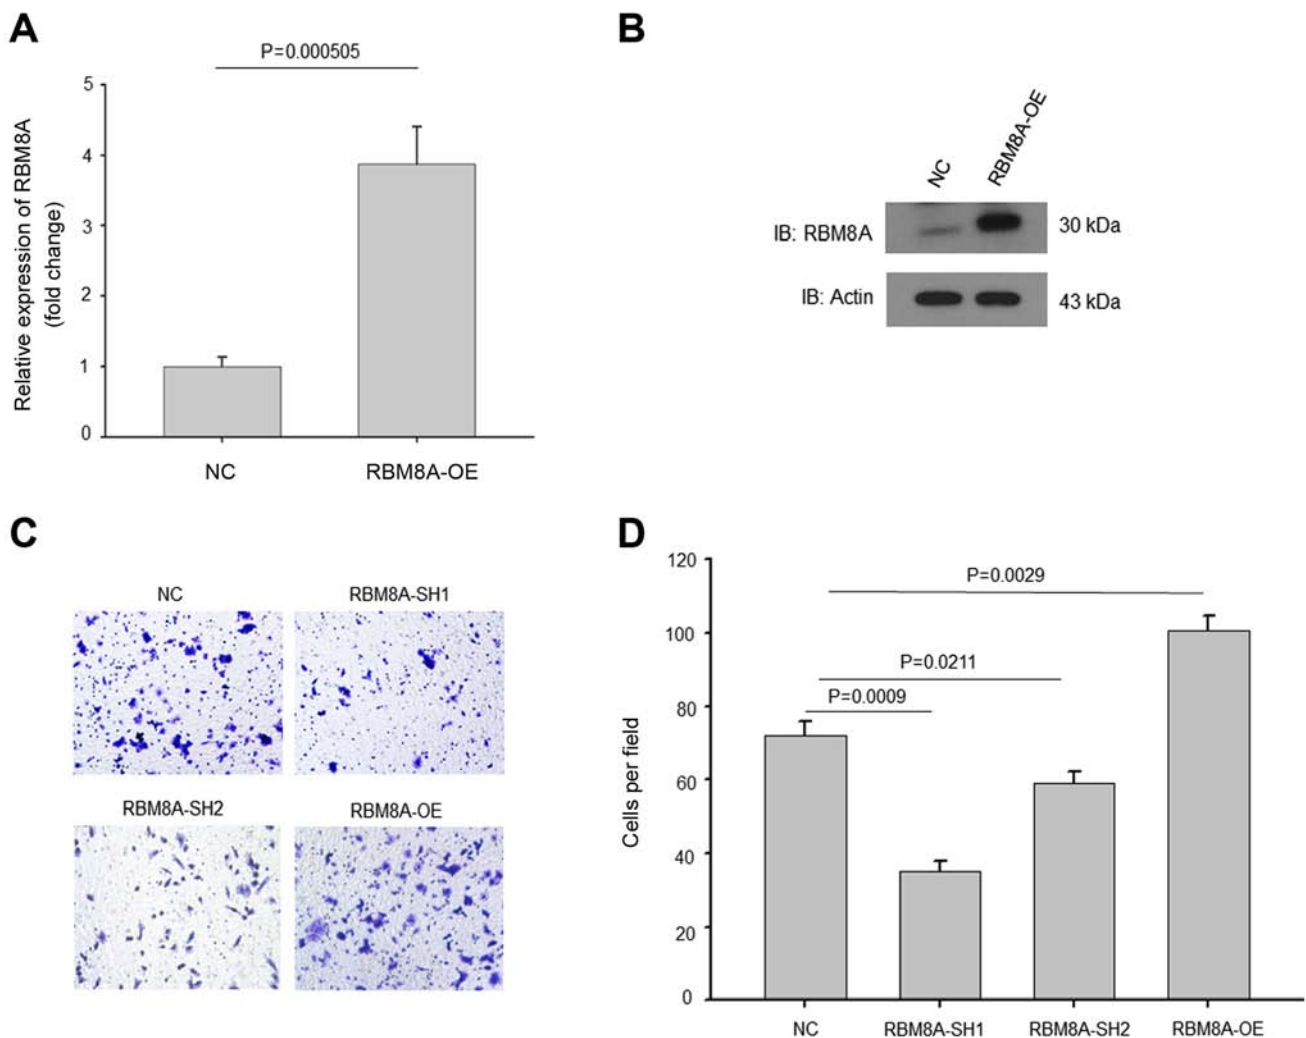 A
P=0.000505
5
4
3
2
1
0
Relative expression of RBM8A
(fold change)
NC
RBM8A-OE
B
NC
RBM8A-OE
IB: RBM8A
30 kDa
IB: Actin
43 kDa
C
NC
RBM8A-SH1
RBM8A-SH2
RBM8A-OE
D
120
100
80
60
40
20
0
Cells per field
P=0.0029
P=0.0211
P=0.0009
NC
RBM8A-SH1
RBM8A-SH2
RBM8A-OE